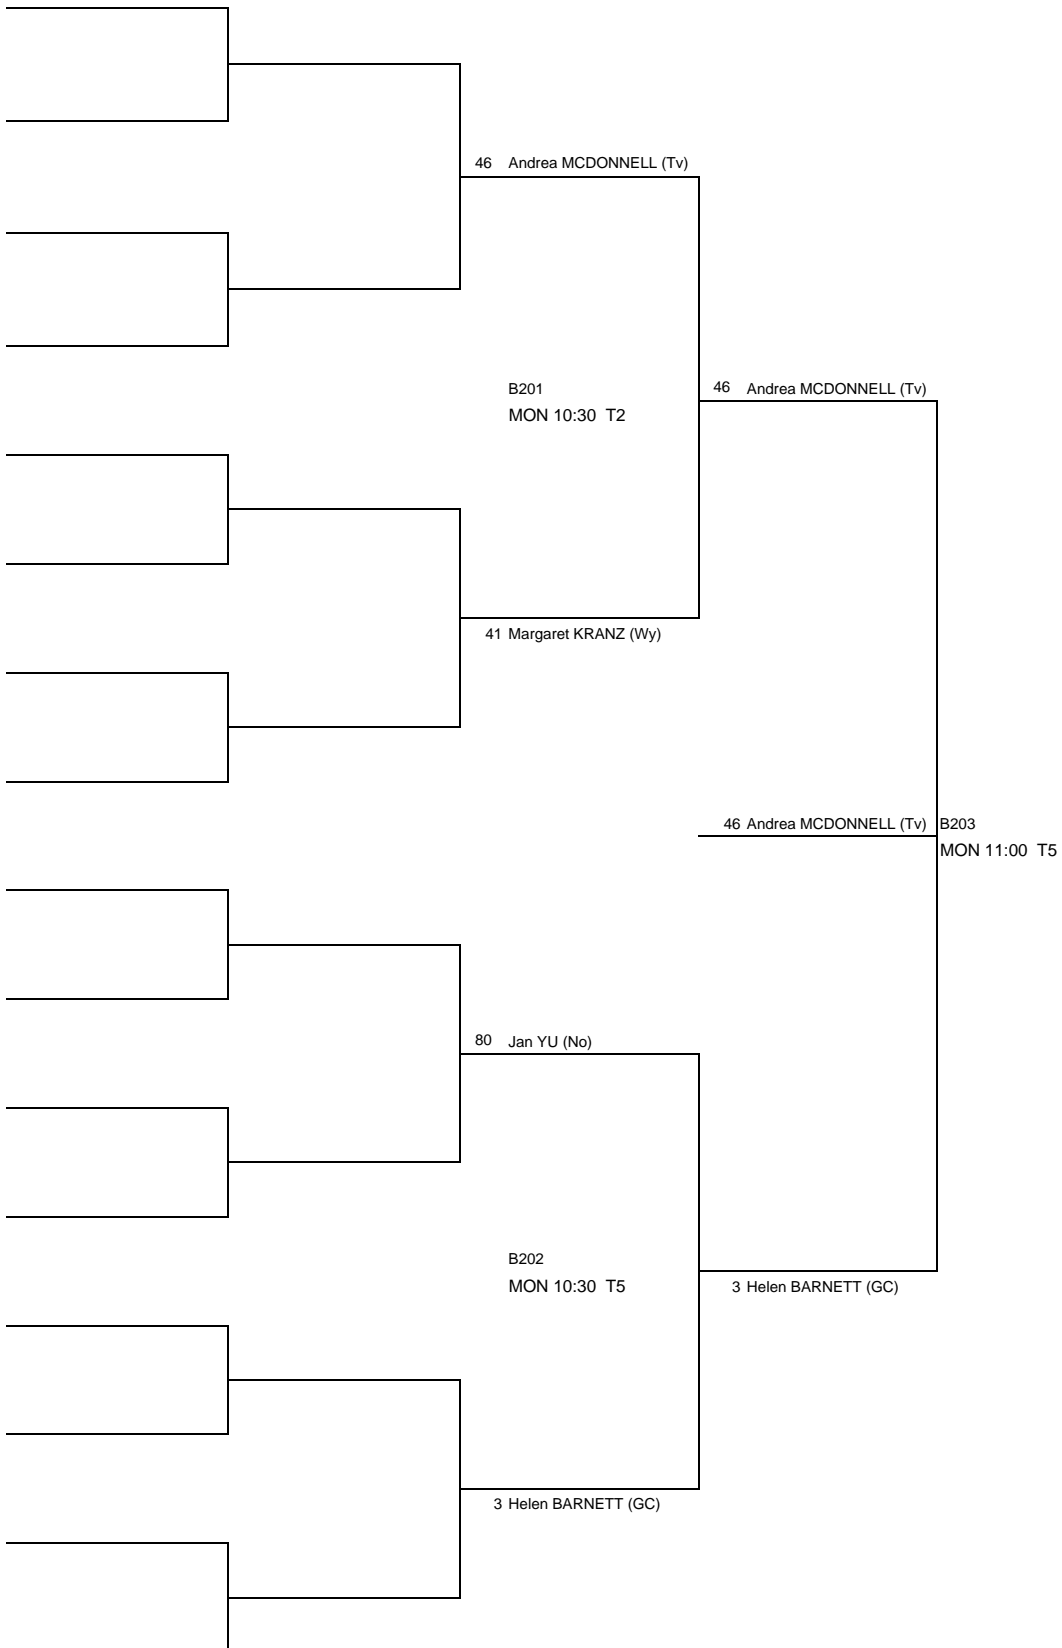 46 Andrea MCDONNELL (Tv)
B201
MON 10:30 T2
46 Andrea MCDONNELL (Tv)
41 Margaret KRANZ (Wy)
46 Andrea MCDONNELL (Tv)
B203
MON 11:00 T5
80 Jan YU (No)
B202
MON 10:30 T5
3 Helen BARNETT (GC)
3 Helen BARNETT (GC)